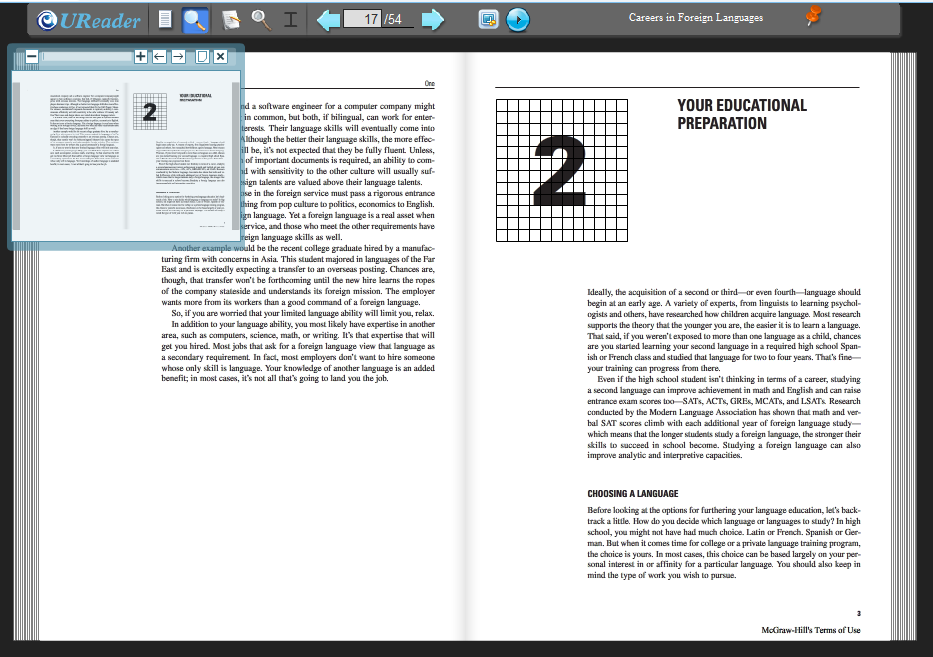 UReader
17 /54
Careers in Foreign Languages
One
nd a software engineer for a computer company might
in common, but both, if bilingual, can work for enter-
terests. Their language skills will eventually come into
Although the better their language skills, the more effec-
ill be, it's not expected that they be fully fluent. Unless,
of important documents is required, an ability to com-
nd with sensitivity to the other culture will usually suf-
sign talents are valued above their language talents.
se in the foreign service must pass a rigorous entrance
thing from pop culture to politics, economics to English.
ign language. Yet a foreign language is a real asset when
service, and those who meet the other requirements have
reign language skills as well.
Another example would be the recent college graduate hired by a manufac-
turing firm with concerns in Asia. This student majored in languages of the Far
East and is excitedly expecting a transfer to an overseas posting. Chances are,
though, that transfer won't be forthcoming until the new hire learns the ropes
of the company stateside and understands its foreign mission. The employer
wants more from its workers than a good command of a foreign language.
So, if you are worried that your limited language ability will limit you, relax.
In addition to your language ability, you most likely have expertise in another
area, such as computers, science, math, or writing. It's that expertise that will
get you hired. Most jobs that ask for a foreign language view that language as
a secondary requirement. In fact, most employers don't want to hire someone
whose only skill is language. Your knowledge of another language is an added
benefit; in most cases, it's not all that's going to land you the job.
2
YOUR EDUCATIONAL
PREPARATION
Ideally, the acquisition of a second or third—or even fourth—language should
begin at an early age. A variety of experts, from linguists to learning psychol-
ogists and others, have researched how children acquire language. Most research
supports the theory that the younger you are, the easier it is to learn a language.
That said, if you weren't exposed to more than one language as a child, chances
are you started learning your second language in a required high school Span-
ish or French class and studied that language for two to four years. That's fine—
your training can progress from there.
Even if the high school student isn't thinking in terms of a career, studying
a second language can improve achievement in math and English and can raise
entrance exam scores too—SATs, ACTs, GREs, MCATs, and LSATs. Research
conducted by the Modern Language Association has shown that math and ver-
bal SAT scores climb with each additional year of foreign language study—
which means that the longer students study a foreign language, the stronger their
skills to succeed in school become. Studying a foreign language can also
improve analytic and interpretive capacities.
CHOOSING A LANGUAGE
Before looking at the options for furthering your language education, let's back-
track a little. How do you decide which language or languages to study? In high
school, you might not have had much choice. Latin or French. Spanish or Ger-
man. But when it comes time for college or a private language training program,
the choice is yours. In most cases, this choice can be based largely on your per-
sonal interest in or affinity for a particular language. You should also keep in
mind the type of work you wish to pursue.
3
McGraw-Hill's Terms of Use
2
YOUR EDUCATIONAL
PREPARATION